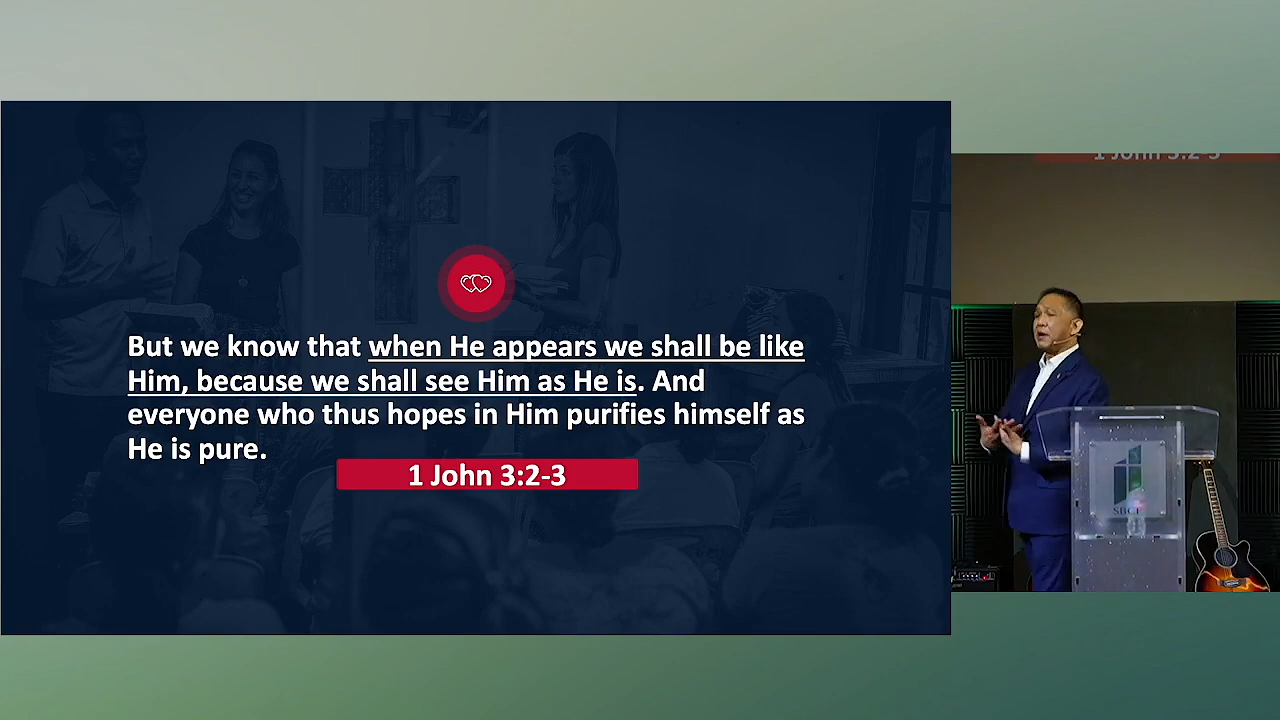 But we know that when He appears we shall be like
Him, because we shall see Him as He is. And
everyone who thus hopes in Him purifies himself as
He is pure.
1 John 3:2-3
1 John 3:2-3